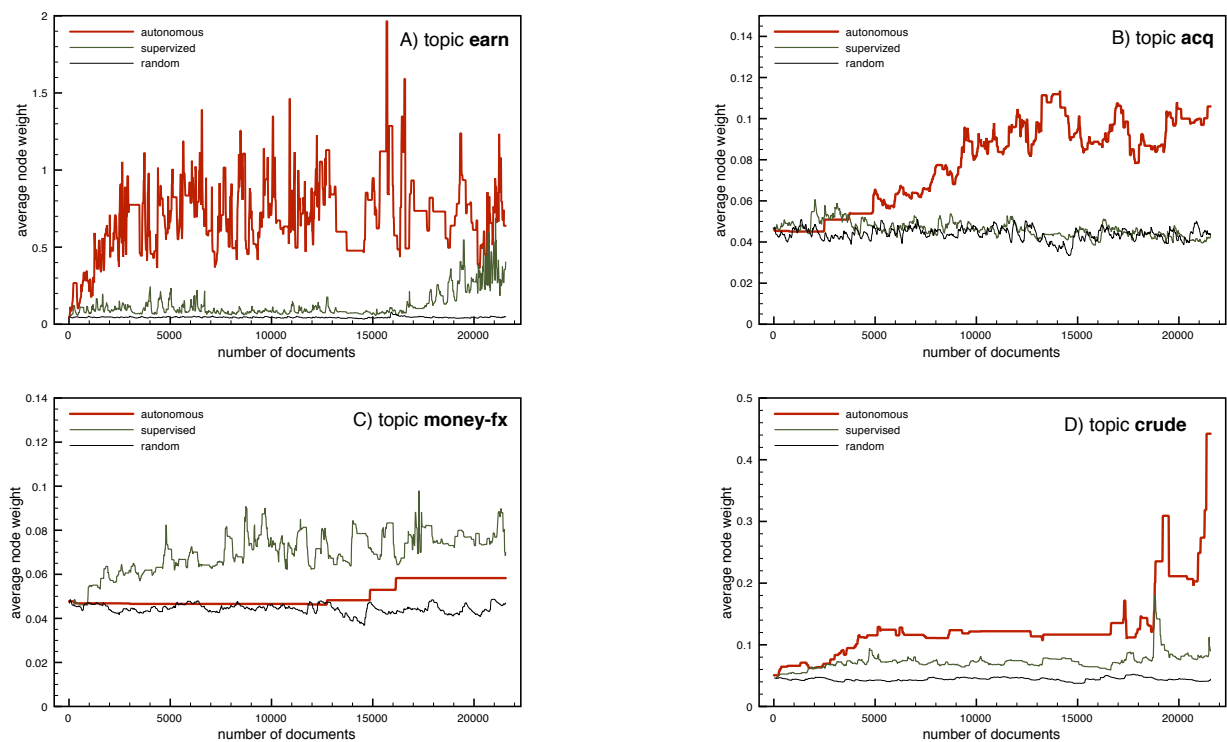 A) topic earn
autonomous
supervized
random
average node weight
2
1.5
1
0.5
0
0 5000 10000 15000 20000
number of documents
B) topic acq
autonomous
supervized
random
average node weight
0.14
0.12
0.1
0.08
0.06
0.04
0.02
0
0 5000 10000 15000 20000
number of documents
C) topic money-fx
autonomous
supervised
random
average node weight
0.14
0.12
0.1
0.08
0.06
0.04
0.02
0
0 5000 10000 15000 20000
number of documents
D) topic crude
autonomous
supervised
random
average node weight
0.5
0.4
0.3
0.2
0.1
0
0 5000 10000 15000 20000
number of documents